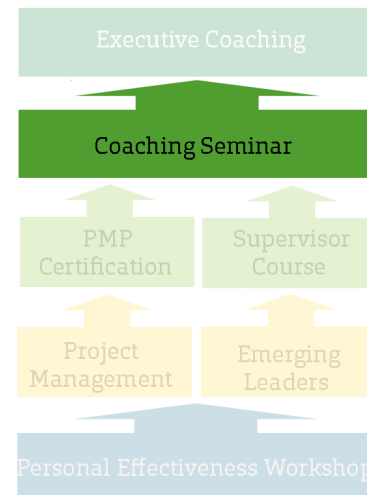 Executive Coaching
Coaching Seminar
PMP
Certification
Supervisor
Course
Project
Management
Emerging
Leaders
Personal Effectiveness Workshop